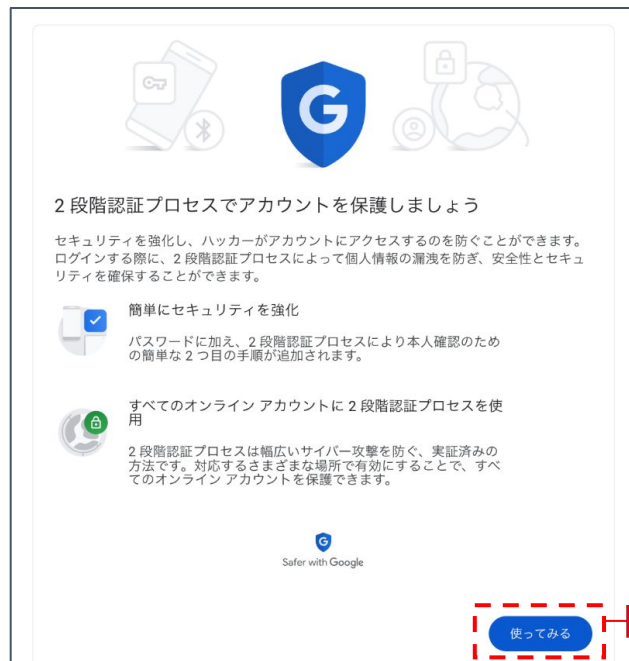 G
2 段階認証プロセスでアカウントを保護しましょう
セキュリティを強化し、ハッカーがアカウントにアクセスするのを防ぐことができます。
ログインする際に、2 段階認証プロセスによって個人情報の漏洩を防ぎ、安全性とセキュ
リティを確保することができます。
簡単にセキュリティを強化
パスワードに加え、2 段階認証プロセスにより本人確認のため
の簡単な 2 つ目の手順が追加されます。
すべてのオンライン アカウントに 2 段階認証プロセスを使
用
2 段階認証プロセスは幅広いサイバー攻撃を防ぐ、実証済みの
方法です。対応するさまざまな場所で有効にすることで、すべ
てのオンライン アカウントを保護できます。
G
Safer with Google
使ってみる